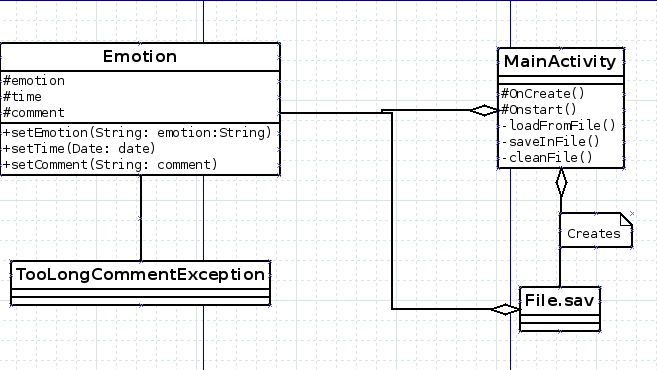 Emotion
#emotion
#time
#comment
+setEmotion(String: emotion:String)
+setTime(Date: date)
+setComment(String: comment)
TooLongCommentException
MainActivity
#OnCreate()
#Onstart()
-loadFromFile()
-saveInFile()
-cleanFile()
Creates
File.sav